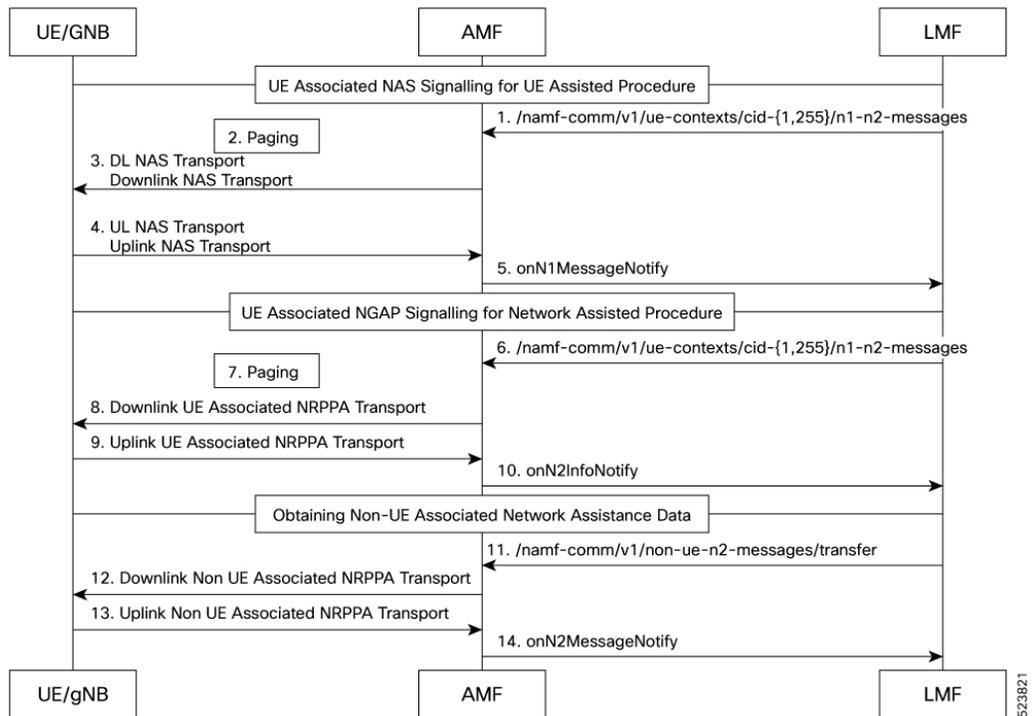 UE/GNB
AMF
LMF
UE Associated NAS Signalling for UE Assisted Procedure
1. /namf-comm/v1/ue-contexts/cid-{1,255}/n1-n2-messages
2. Paging
3. DL NAS Transport
Downlink NAS Transport
4. UL NAS Transport
Uplink NAS Transport
5. onN1MessageNotify
UE Associated NGAP Signalling for Network Assisted Procedure
6. /namf-comm/v1/ue-contexts/cid-{1,255}/n1-n2-messages
7. Paging
8. Downlink UE Associated NRPPA Transport
9. Uplink UE Associated NRPPA Transport
10. onN2InfoNotify
Obtaining Non-UE Associated Network Assistance Data
11. /namf-comm/v1/non-ue-n2-messages/transfer
12. Downlink Non UE Associated NRPPA Transport
13. Uplink Non UE Associated NRPPA Transport
14. onN2MessageNotify
UE/gNB
AMF
LMF
523821